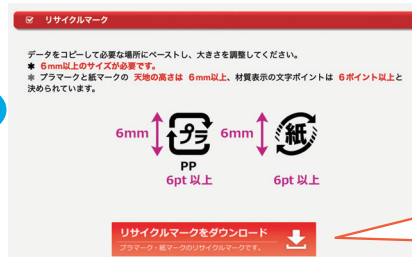 リサイクルマーク
データをコピーして必要な場所にペーストし、大きさを調整してください。
✱ 6mm以上のサイズが必要です。
✱ プラマークと紙マークの 天地の高さは 6mm以上、材質表示の文字ポイントは 6ポイント以上と
決められています。
6mm プラ 6mm 紙
PP
6pt 以上 6pt 以上
リサイクルマークをダウンロード
プラマーク・紙マークのリサイクルマークです。